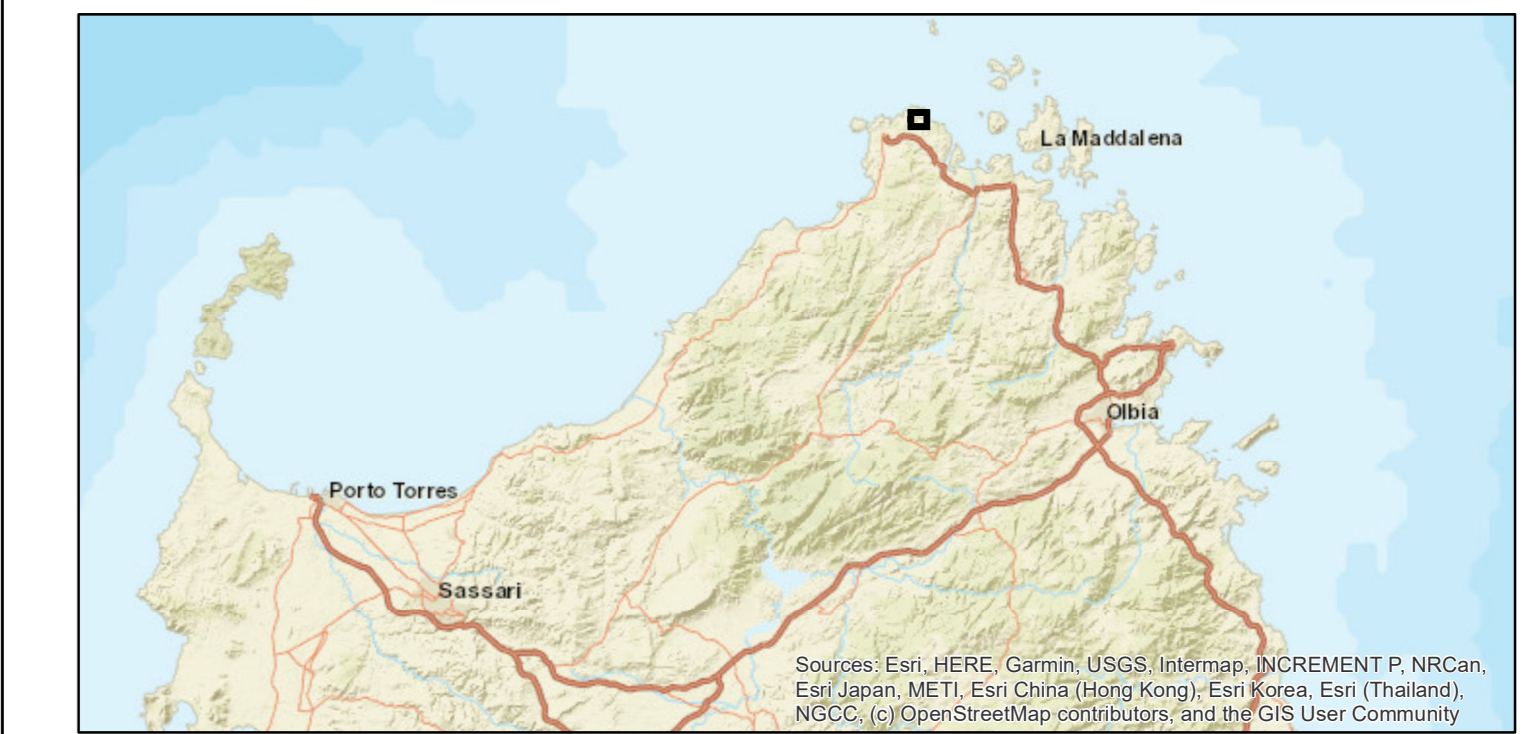 La Maddalena
Olbia
Porto Torres
Sassari
Sources: Esri, HERE, Garmin, USGS, Intermap, INCREMENT P, NRCan,
Esri Japan, METI, Esri China (Hong Kong), Esri Korea, Esri (Thailand),
NGCC, (c) OpenStreetMap contributors, and the GIS User Community